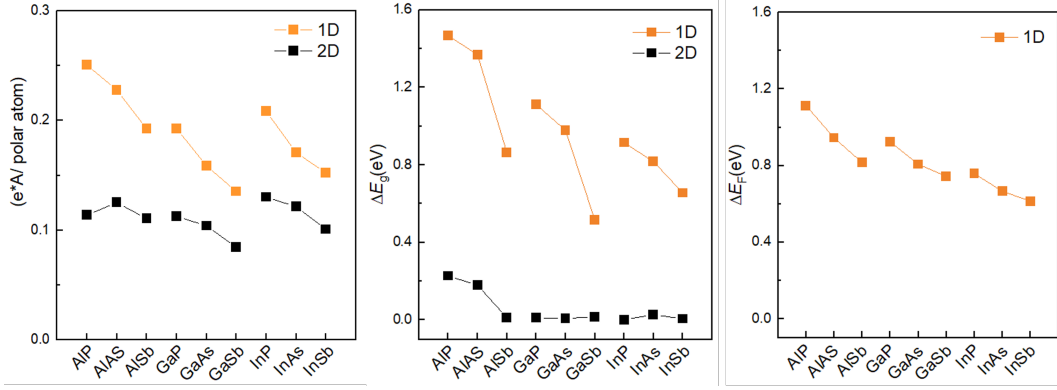 0.3
0.2
0.1
0.0
(e*A/ polar atom)
1D
2D
AlP
AlAS
AlSb
GaP
GaAs
GaSb
InP
InAs
InSb
1.6
1.2
0.8
0.4
0.0
ΔEg(eV)
1D
2D
AlP
AlAS
AlSb
GaP
GaAs
GaSb
InP
InAs
InSb
1.6
1.2
0.8
0.4
0.0
ΔEF(eV)
1D
AlP
AlAS
AlSb
GaP
GaAs
GaSb
InP
InAs
InSb